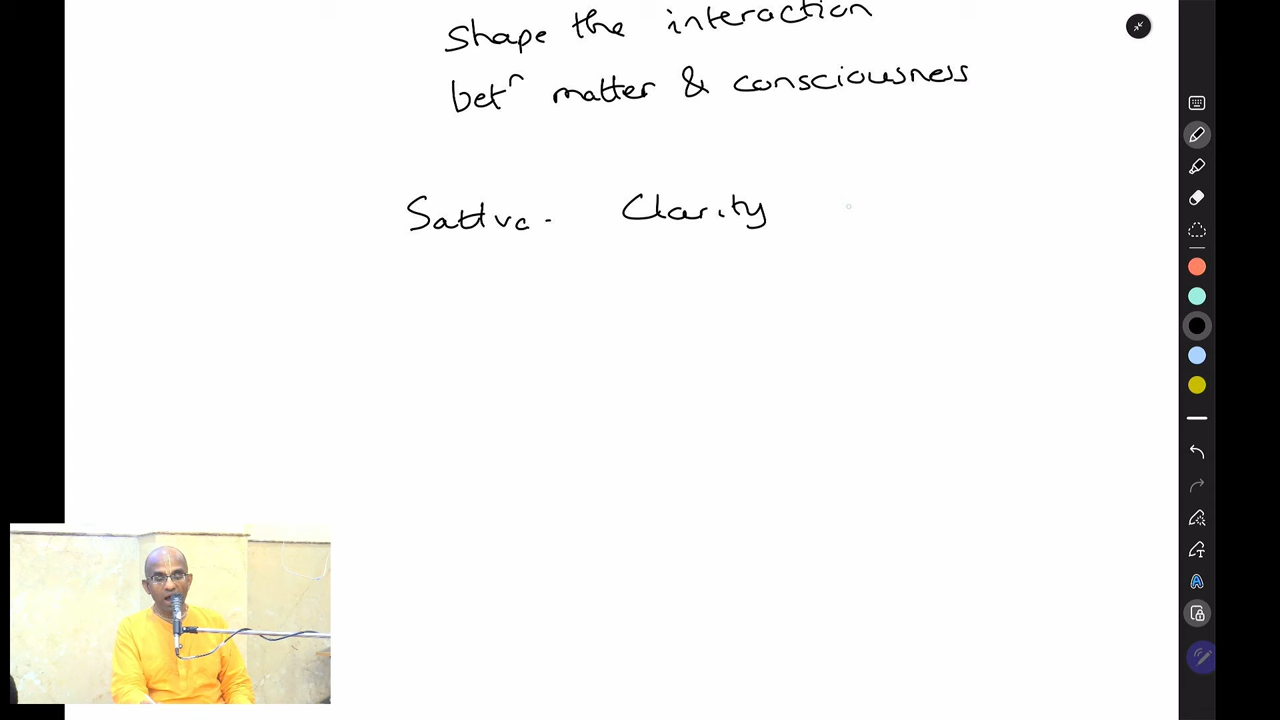 Shape the interaction
betⁿ matter & consciousness
Sattva - Clarity